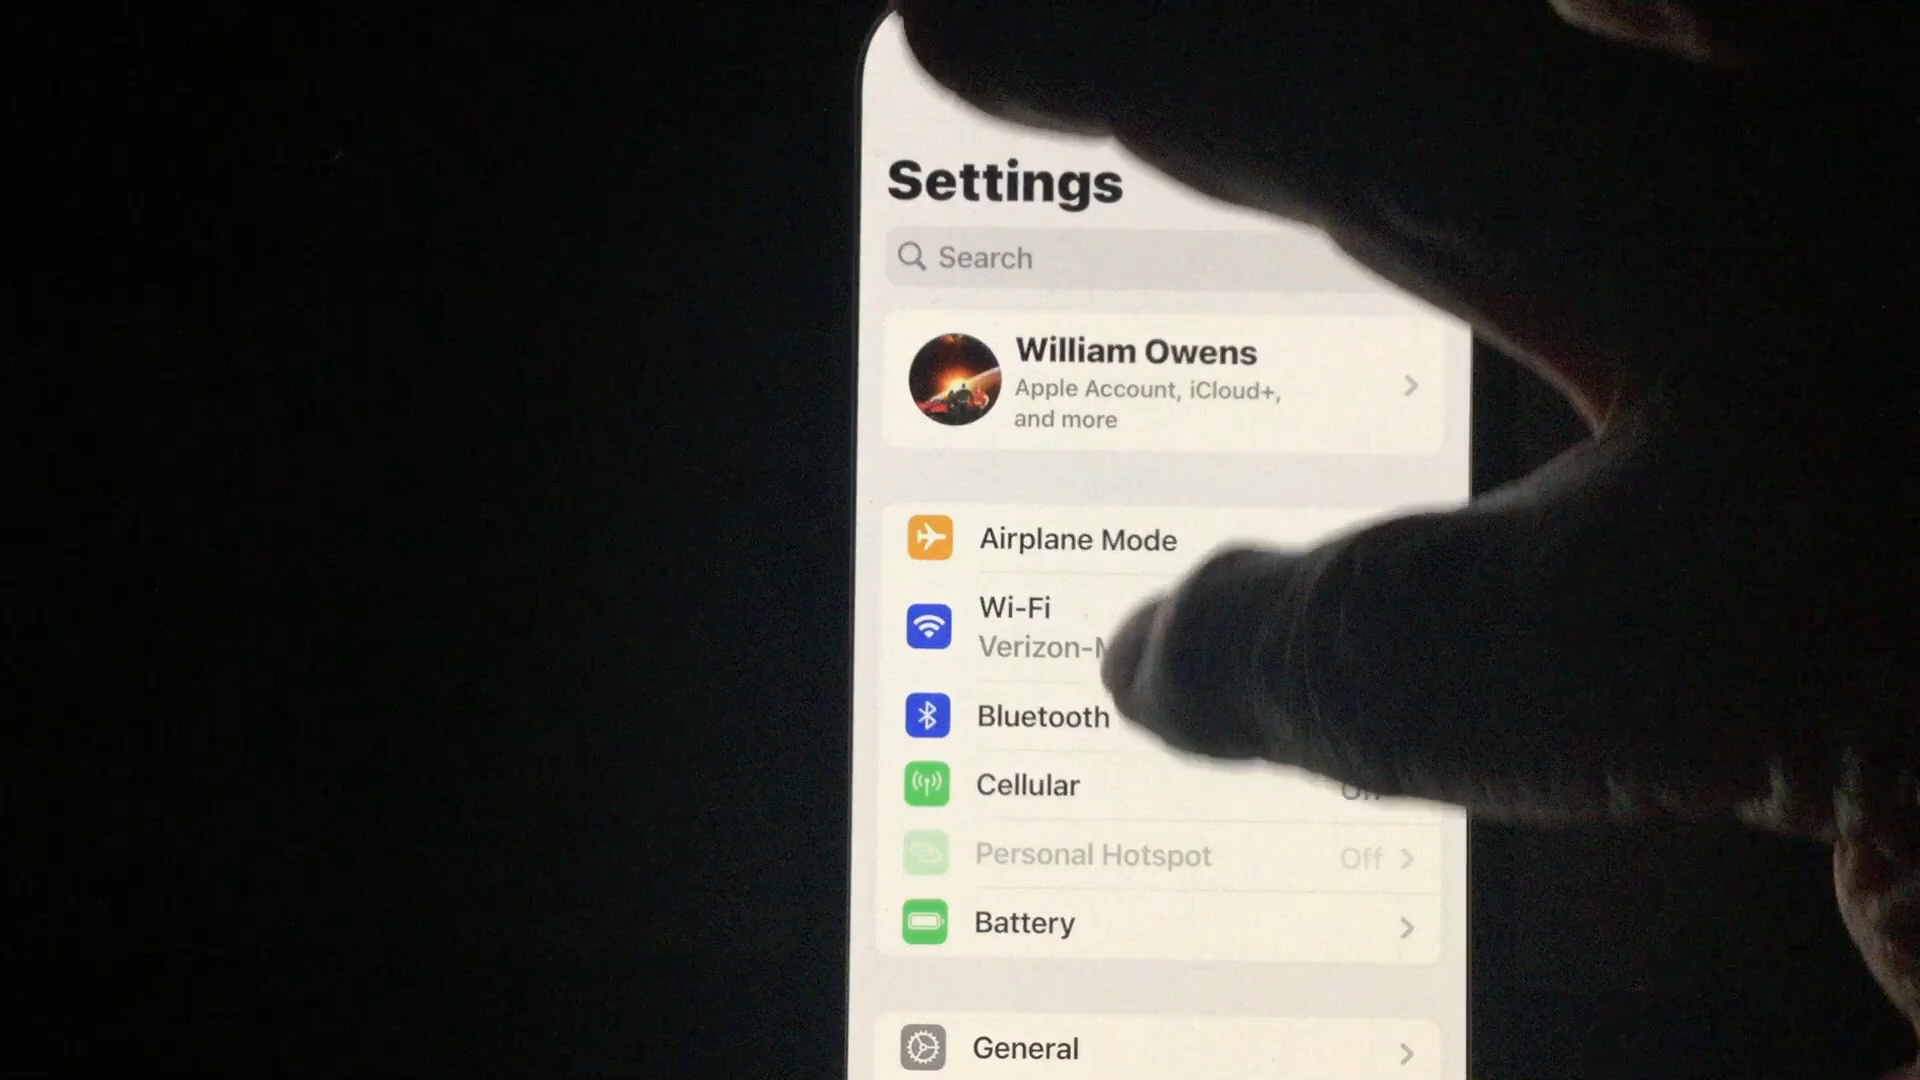 Settings
Search
William Owens
Apple Account, iCloud+,
and more
Airplane Mode
Wi-Fi
Bluetooth
Cellular
Personal Hotspot Off
Battery
General